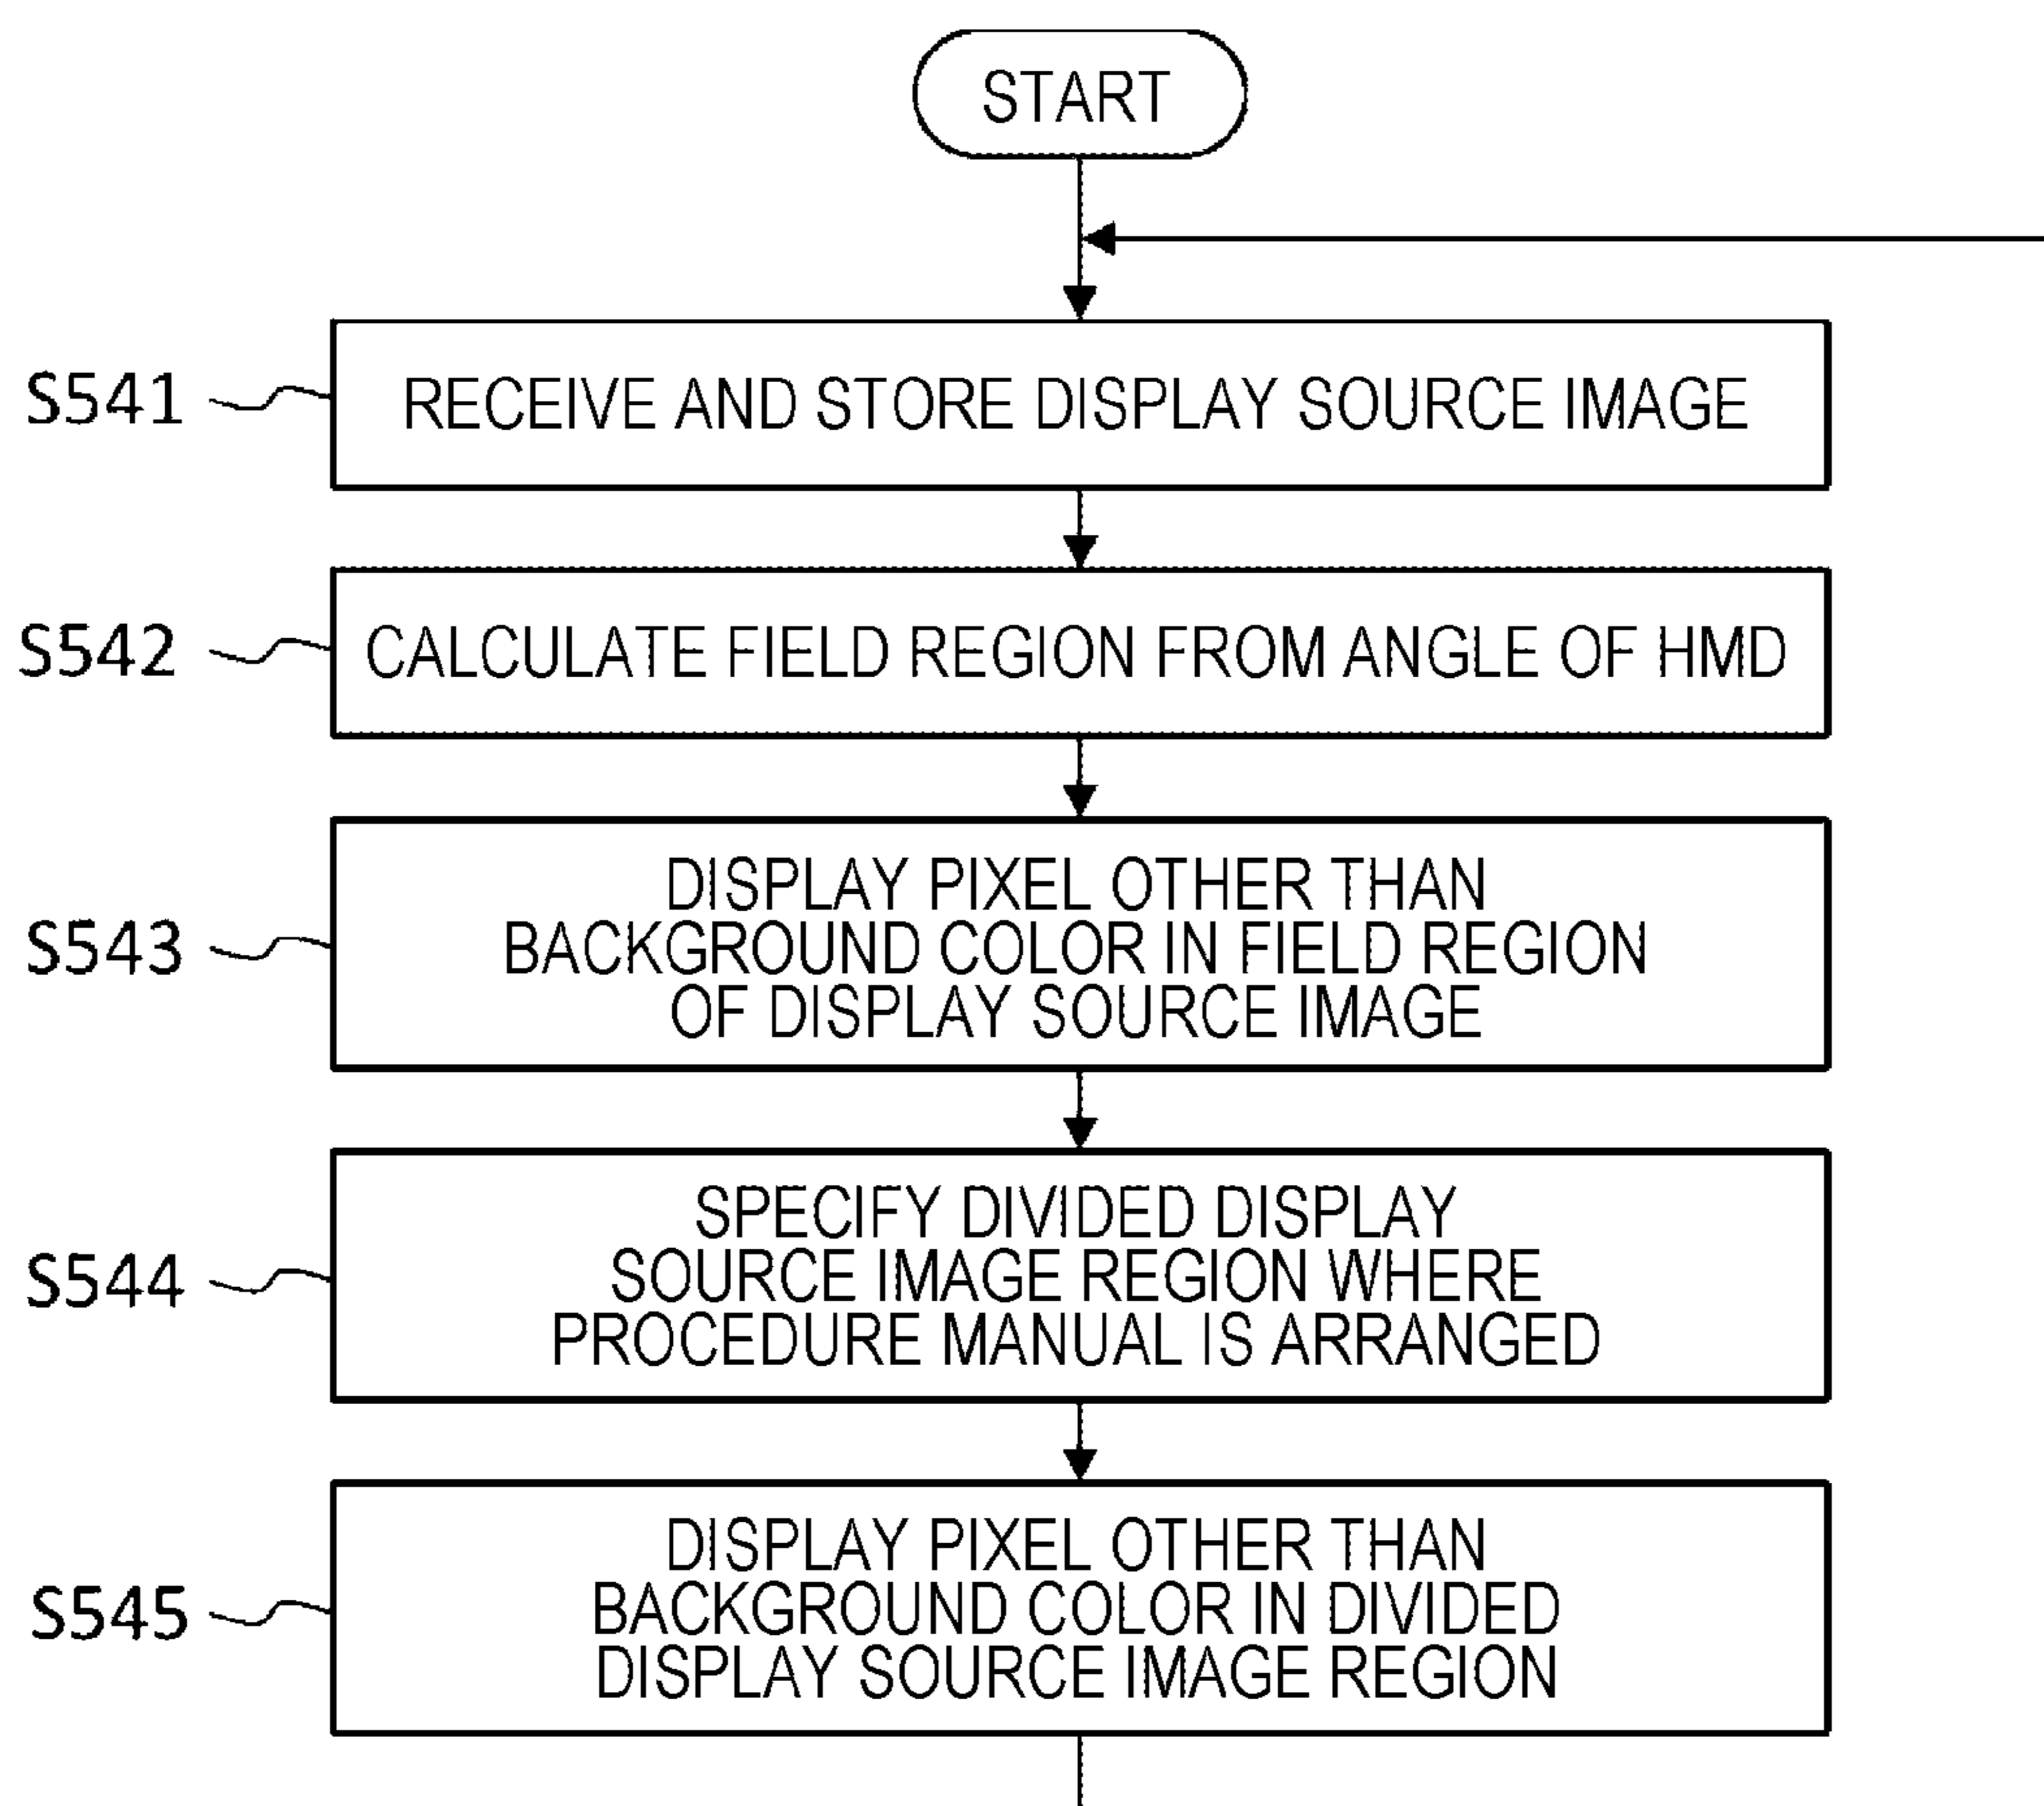 START
S541
RECEIVE AND STORE DISPLAY SOURCE IMAGE
S542
CALCULATE FIELD REGION FROM ANGLE OF HMD
S543
DISPLAY PIXEL OTHER THAN
BACKGROUND COLOR IN FIELD REGION
OF DISPLAY SOURCE IMAGE
S544
SPECIFY DIVIDED DISPLAY
SOURCE IMAGE REGION WHERE
PROCEDURE MANUAL IS ARRANGED
S545
DISPLAY PIXEL OTHER THAN
BACKGROUND COLOR IN DIVIDED
DISPLAY SOURCE IMAGE REGION